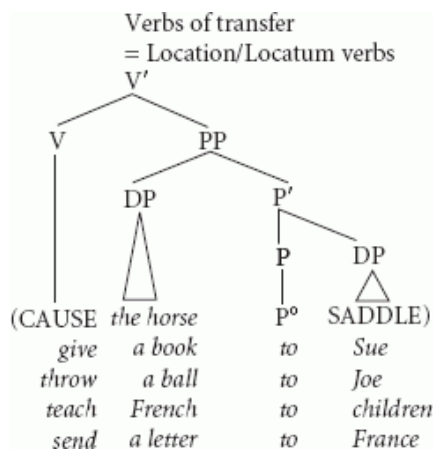 Verbs of transfer
= Location/Locatum verbs
V′
V PP
DP P′
P DP
(CAUSE the horse P° SADDLE)
give a book to Sue
throw a ball to Joe
teach French to children
send a letter to France